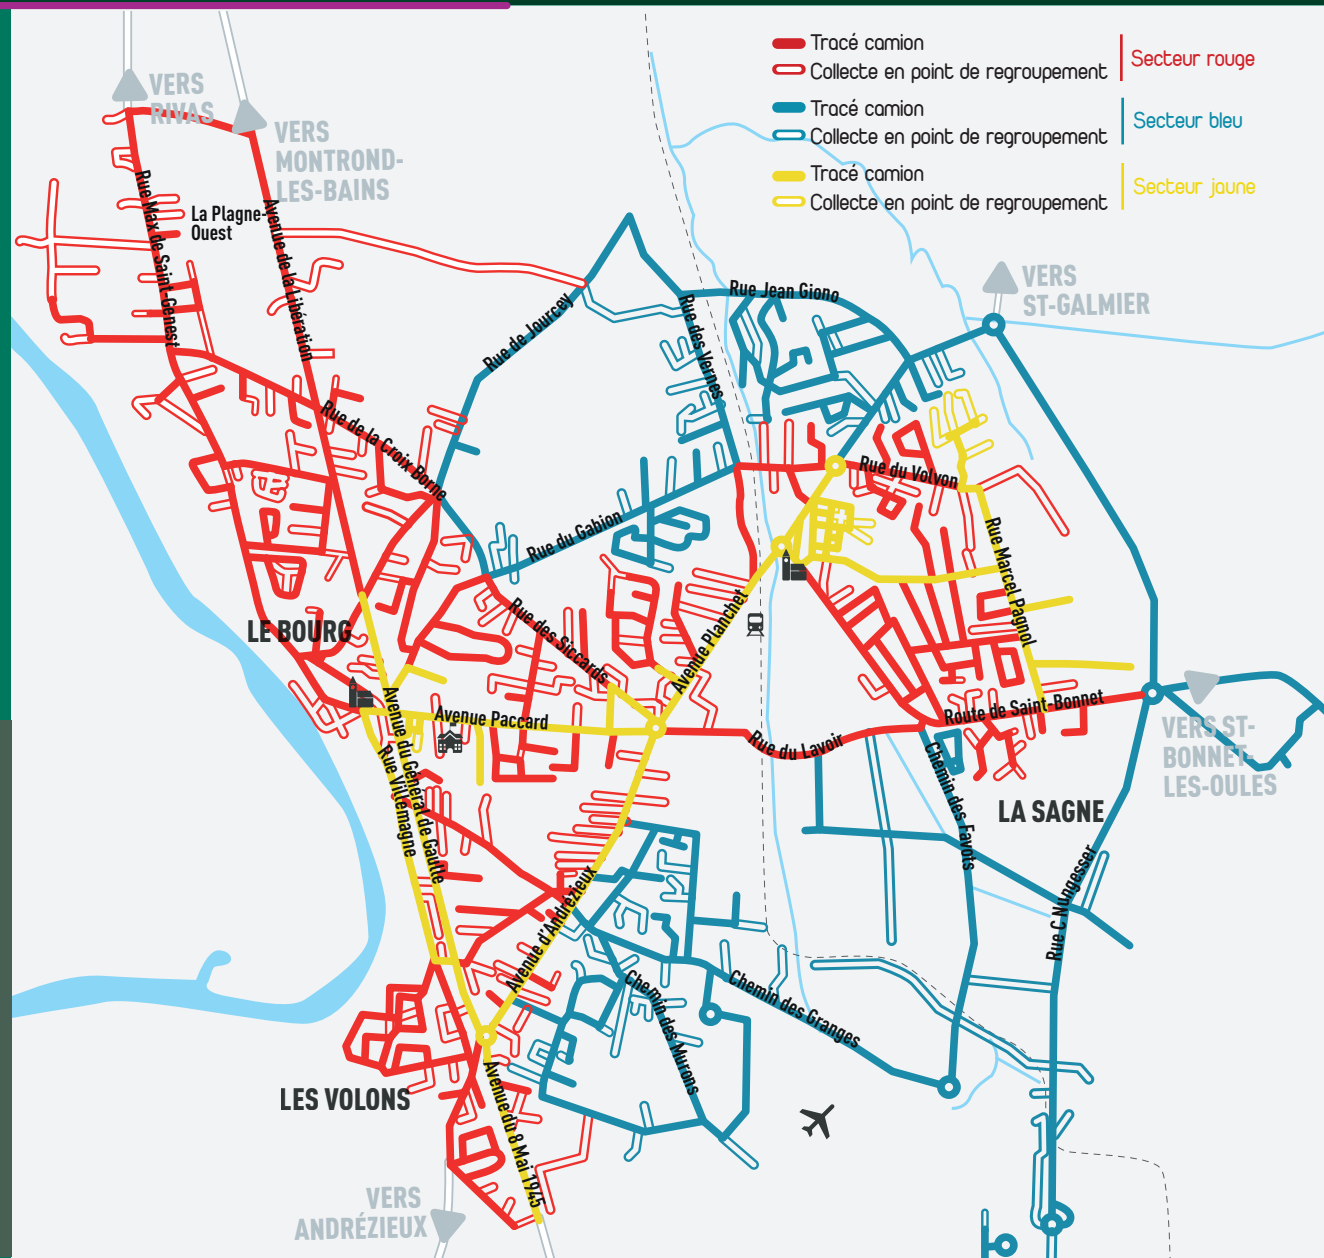 Tracé camion
Collecte en point de regroupement
Secteur rouge
Tracé camion
Collecte en point de regroupement
Secteur bleu
Tracé camion
Collecte en point de regroupement
Secteur jaune
VERS
RIVAS
VERS
MONTROND-
LES-BAINS
La Plagne-
Ouest
Rue Max de Saint-Genest
Avenue de la Libération
VERS
ST-GALMIER
Rue Jean Giono
Rue de Jourcey
Rue des Vernes
Rue de la Croix Borne
Rue du Volvon
Rue du Gabion
Rue Marcel Pagnol
LE BOURG
Rue des Siccards
Avenue Planchet
Avenue Paccard
Route de Saint-Bonnet
Rue du Lavoir
VERS ST-
BONNET-
LES-OULES
Avenue du Général de Gaulle
Rue Villemagne
Chemin des Favots
LA SAGNE
Rue C Nungesser
Avenue d'Andrézieux
Chemin des Murons
Chemin des Granges
LES VOLONS
Avenue du 8 Mai 1945
VERS
ANDRÉZIEUX